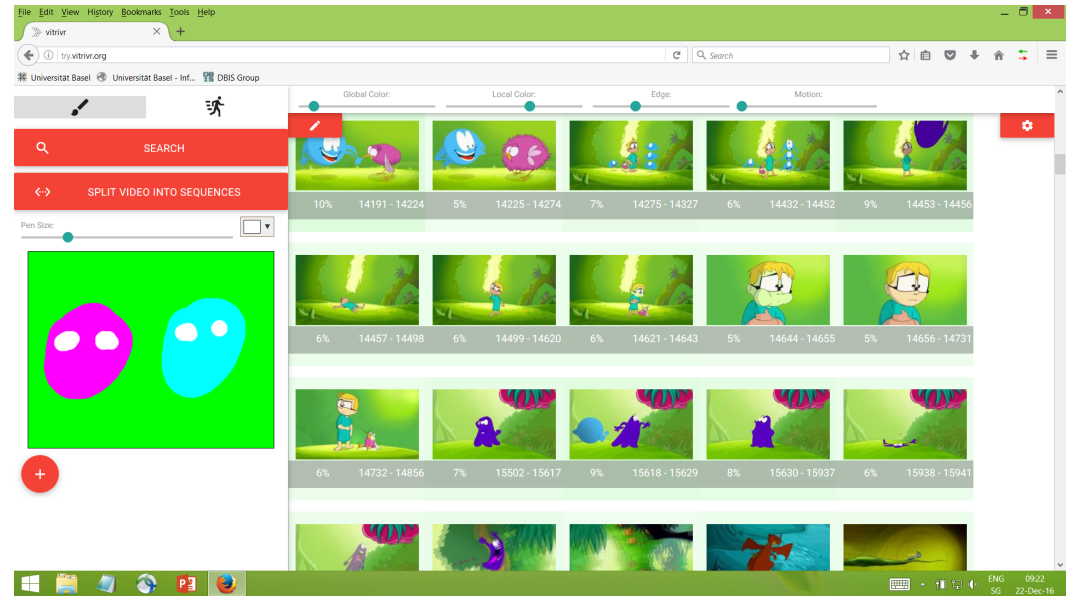 File Edit View History Bookmarks Tools Help
vitrivr
try.vitrivr.org
Search
Universität Basel Universität Basel - Inf... DBIS Group
Global Color: Local Color: Edge: Motion:
SEARCH
SPLIT VIDEO INTO SEQUENCES
Pen Size:
10% 14191 - 14224 5% 14225 - 14274 7% 14275 - 14327 6% 14432 - 14452 9% 14453 - 14456
6% 14457 - 14498 6% 14499 - 14620 6% 14621 - 14643 5% 14644 - 14655 5% 14656 - 14731
6% 14732 - 14856 7% 15502 - 15617 9% 15618 - 15629 8% 15630 - 15937 6% 15938 - 15941
ENG 09:22
SG 22-Dec-16